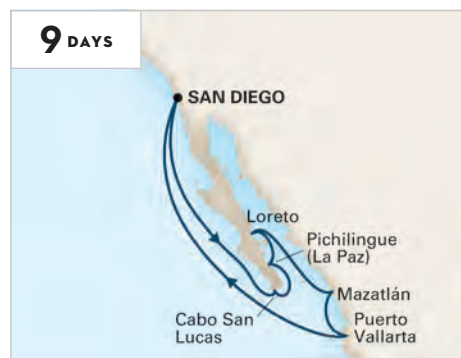 9 DAYS
SAN DIEGO
Loreto
Pichilingue
(La Paz)
Mazatlán
Cabo San
Lucas
Puerto
Vallarta